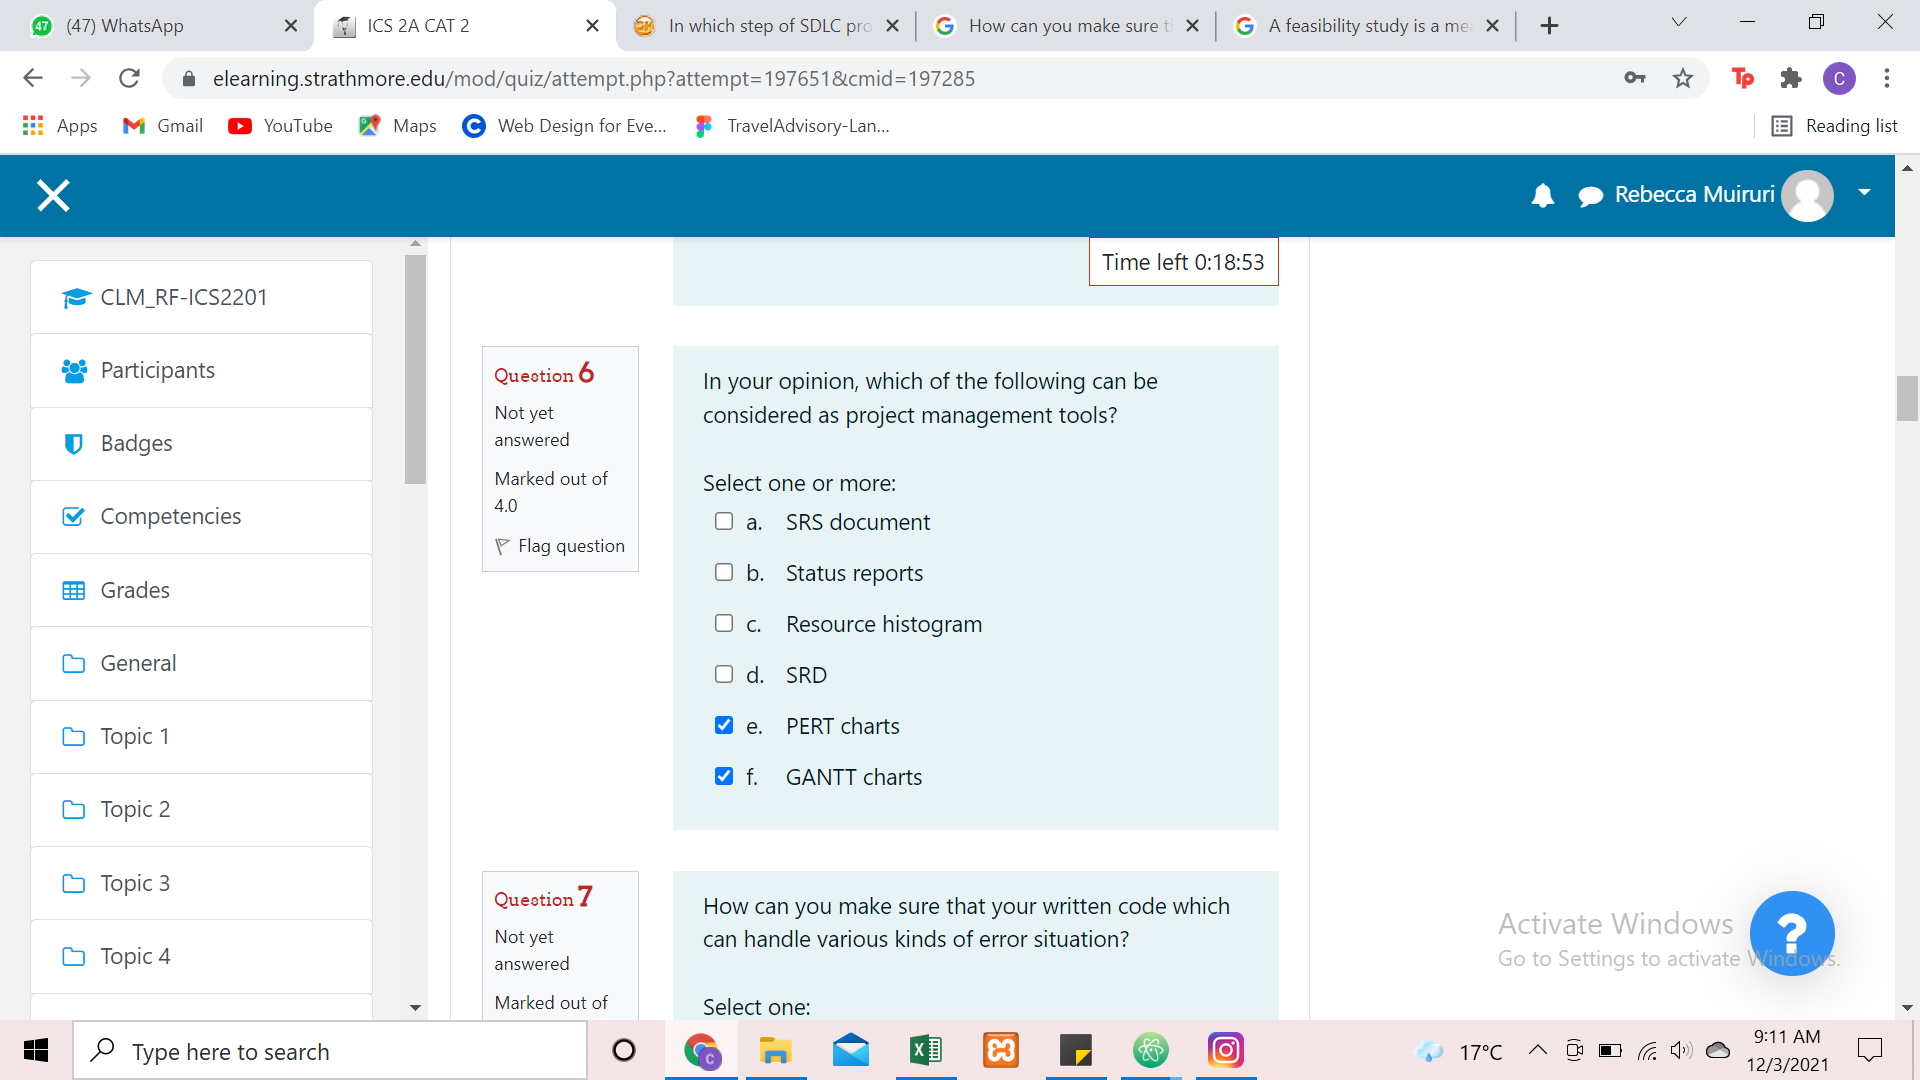 (47) WhatsApp
ICS 2A CAT 2
In which step of SDLC pro
How can you make sure t
A feasibility study is a me
elearning.strathmore.edu/mod/quiz/attempt.php?attempt=197651&cmid=197285
Apps
Gmail
YouTube
Maps
Web Design for Eve...
TravelAdvisory-Lan...
Reading list
Rebecca Muiruri
Time left 0:18:53
CLM_RF-ICS2201
Participants
Badges
Competencies
Grades
General
Topic 1
Topic 2
Topic 3
Topic 4
Question 6
Not yet
answered
Marked out of
4.0
Flag question
In your opinion, which of the following can be
considered as project management tools?
Select one or more:
a. SRS document
b. Status reports
c. Resource histogram
d. SRD
e. PERT charts
f. GANTT charts
Question 7
Not yet
answered
Marked out of
How can you make sure that your written code which
can handle various kinds of error situation?
Select one:
Activate Windows
Go to Settings to activate Windows.
?
Type here to search
17°C
9:11 AM
12/3/2021